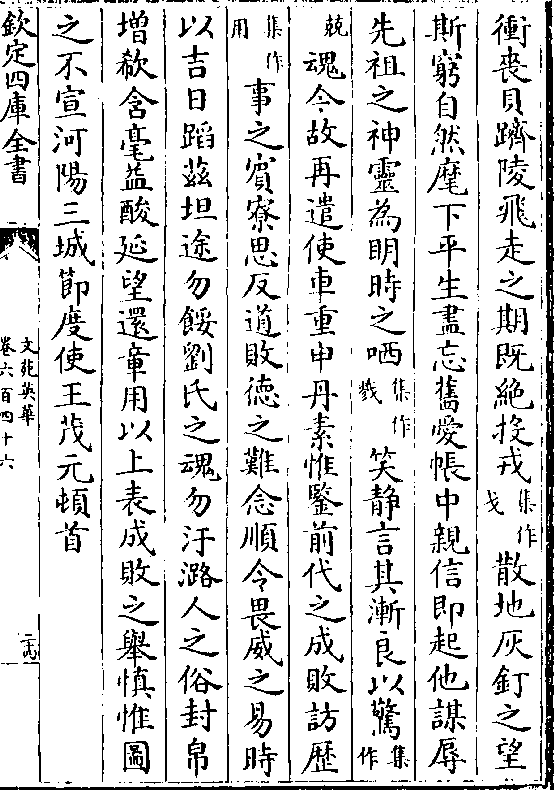 衝喪貝躋陵飛走之期既絶投戎集作戈散地灰釘之望
斯窮自然麾下平生盡忘舊愛帳中親信即起他謀辱
先祖之神靈為明時之哂集作戮笑静言其漸良以驚集作
兢魂今故再遣使車重申丹素惟鑒前代之成敗訪歴
集作用事之賓寮思反道敗徳之難念順令畏威之易時
以吉日蹈兹坦途勿餒劉氏之魂勿汙潞人之俗封帛
增欷含毫益酸延望還章用以上表成敗之舉慎惟圖
之不宣河陽三城節度使王茂元頓首
欽定四庫全書
文苑英華
卷六百四十六